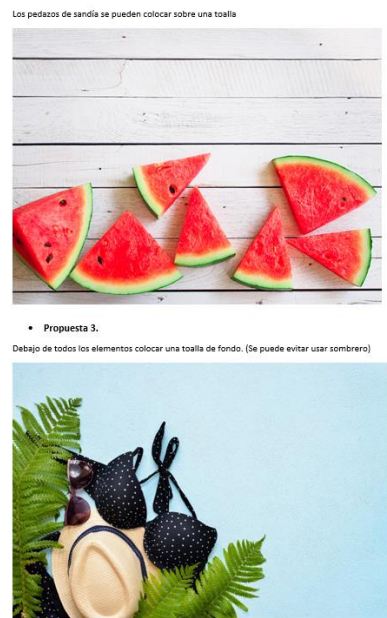 Los pedazos de sandía se pueden colocar sobre una toalla
• Propuesta 3.
Debajo de todos los elementos colocar una toalla de fondo. (Se puede evitar usar sombrero)